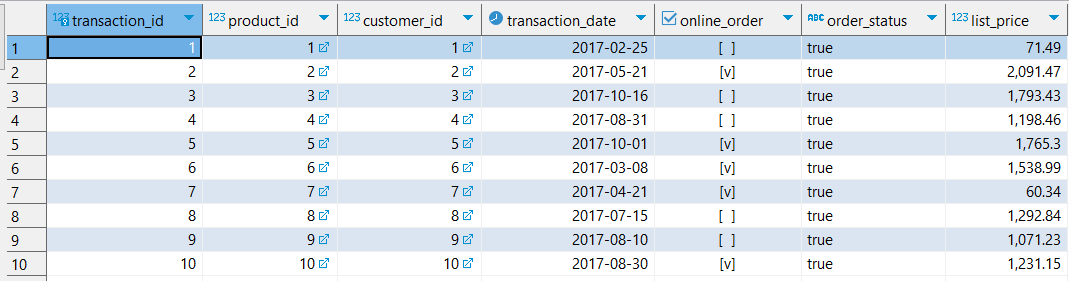 123 transaction_id 123 product_id 123 customer_id transaction_date online_order ABC order_status 123 list_price
1 1 1 1 2017-02-25 [ ] true 71.49
2 2 2 2 2017-05-21 [v] true 2,091.47
3 3 3 3 2017-10-16 [ ] true 1,793.43
4 4 4 4 2017-08-31 [ ] true 1,198.46
5 5 5 5 2017-10-01 [v] true 1,765.3
6 6 6 6 2017-03-08 [v] true 1,538.99
7 7 7 7 2017-04-21 [v] true 60.34
8 8 8 8 2017-07-15 [ ] true 1,292.84
9 9 9 9 2017-08-10 [ ] true 1,071.23
10 10 10 10 2017-08-30 [v] true 1,231.15